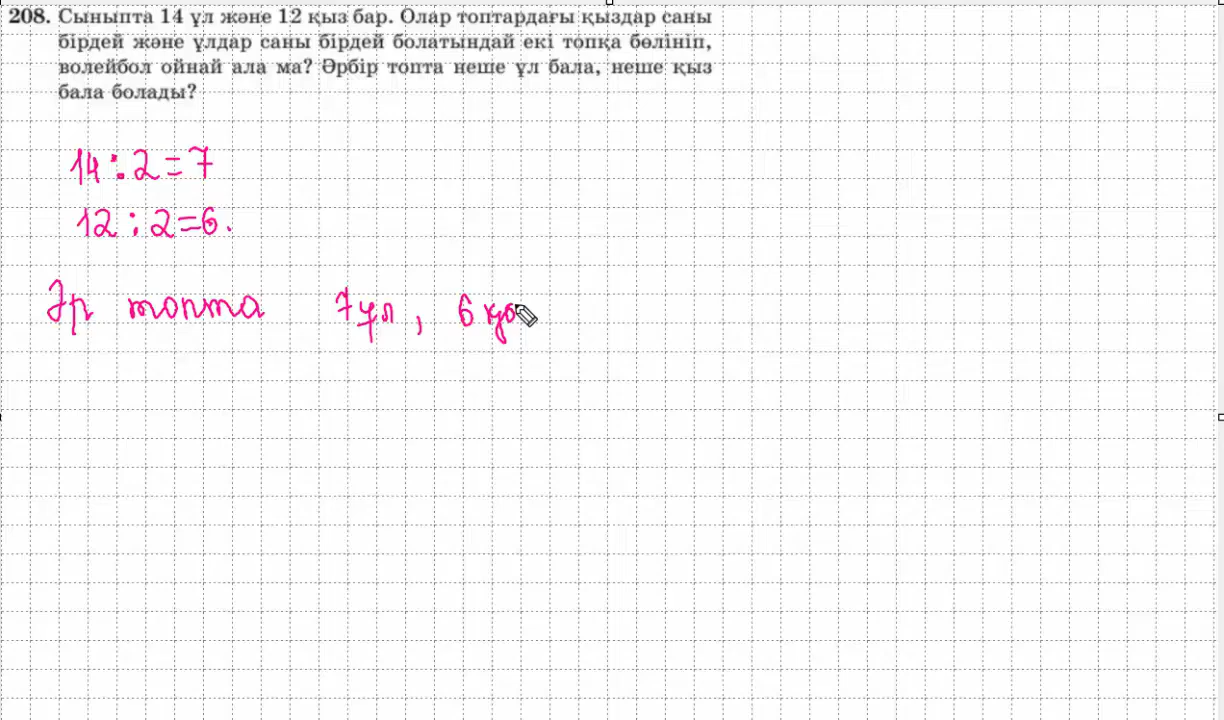 208. Сыныпта 14 ұл және 12 қыз бар. Олар топтардағы қыздар саны
бірдей және ұлдар саны бірдей болатындай екі топқа бөлініп,
волейбол ойнай ала ма? Әрбір топта неше ұл бала, неше қыз
бала болады?
14 : 2 = 7
12 : 2 = 6.
Әр топта 7 ұл , 6